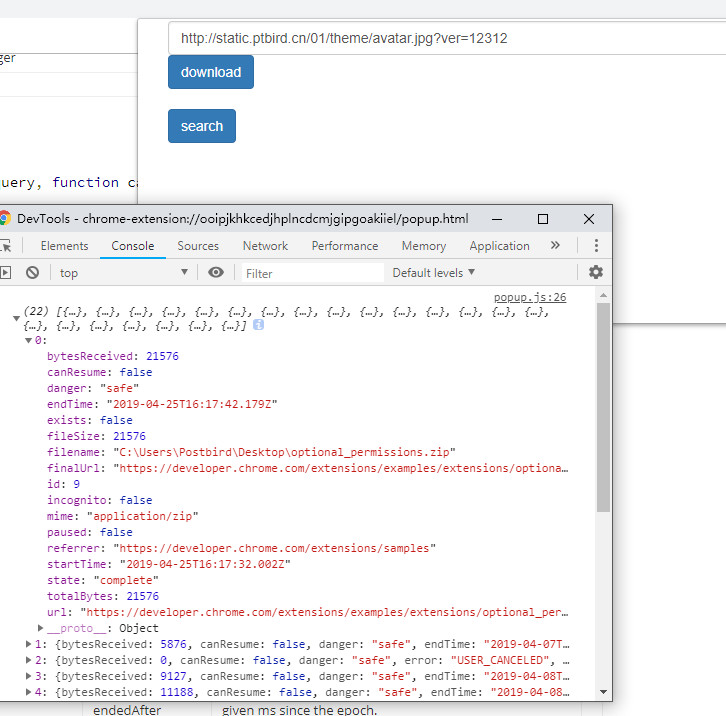 http://static.ptbird.cn/01/theme/avatar.jpg?ver=12312
ger
download
search
uery, function c
DevTools - chrome-extension://ooipjkhkcedjhplncdcmjgipgoakiiel/popup.html
Elements Console Sources Network Performance Memory Application »
top Filter Default levels
popup.js:26
(22) [{…}, {…}, {…}, {…}, {…}, {…}, {…}, {…}, {…}, {…}, {…}, {…}, {…}, {…}, {…},
{…}, {…}, {…}, {…}, {…}, {…}, {…}] i
0:
bytesReceived: 21576
canResume: false
danger: "safe"
endTime: "2019-04-25T16:17:42.179Z"
exists: false
fileSize: 21576
filename: "C:\Users\Postbird\Desktop\optional_permissions.zip"
finalUrl: "https://developer.chrome.com/extensions/examples/extensions/optiona…
id: 9
incognito: false
mime: "application/zip"
paused: false
referrer: "https://developer.chrome.com/extensions/samples"
startTime: "2019-04-25T16:17:32.002Z"
state: "complete"
totalBytes: 21576
url: "https://developer.chrome.com/extensions/examples/extensions/optional_per…
__proto__: Object
1: {bytesReceived: 5876, canResume: false, danger: "safe", endTime: "2019-04-07T…
2: {bytesReceived: 0, canResume: false, danger: "safe", error: "USER_CANCELED", …
3: {bytesReceived: 9127, canResume: false, danger: "safe", endTime: "2019-04-08T…
4: {bytesReceived: 11188, canResume: false, danger: "safe", endTime: "2019-04-08…
endedAfter given ms since the epoch.